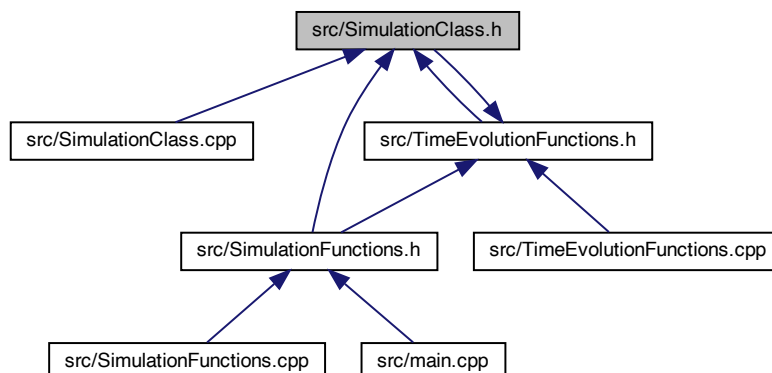 src/SimulationClass.h
src/SimulationClass.cpp
src/TimeEvolutionFunctions.h
src/SimulationFunctions.h
src/TimeEvolutionFunctions.cpp
src/SimulationFunctions.cpp
src/main.cpp